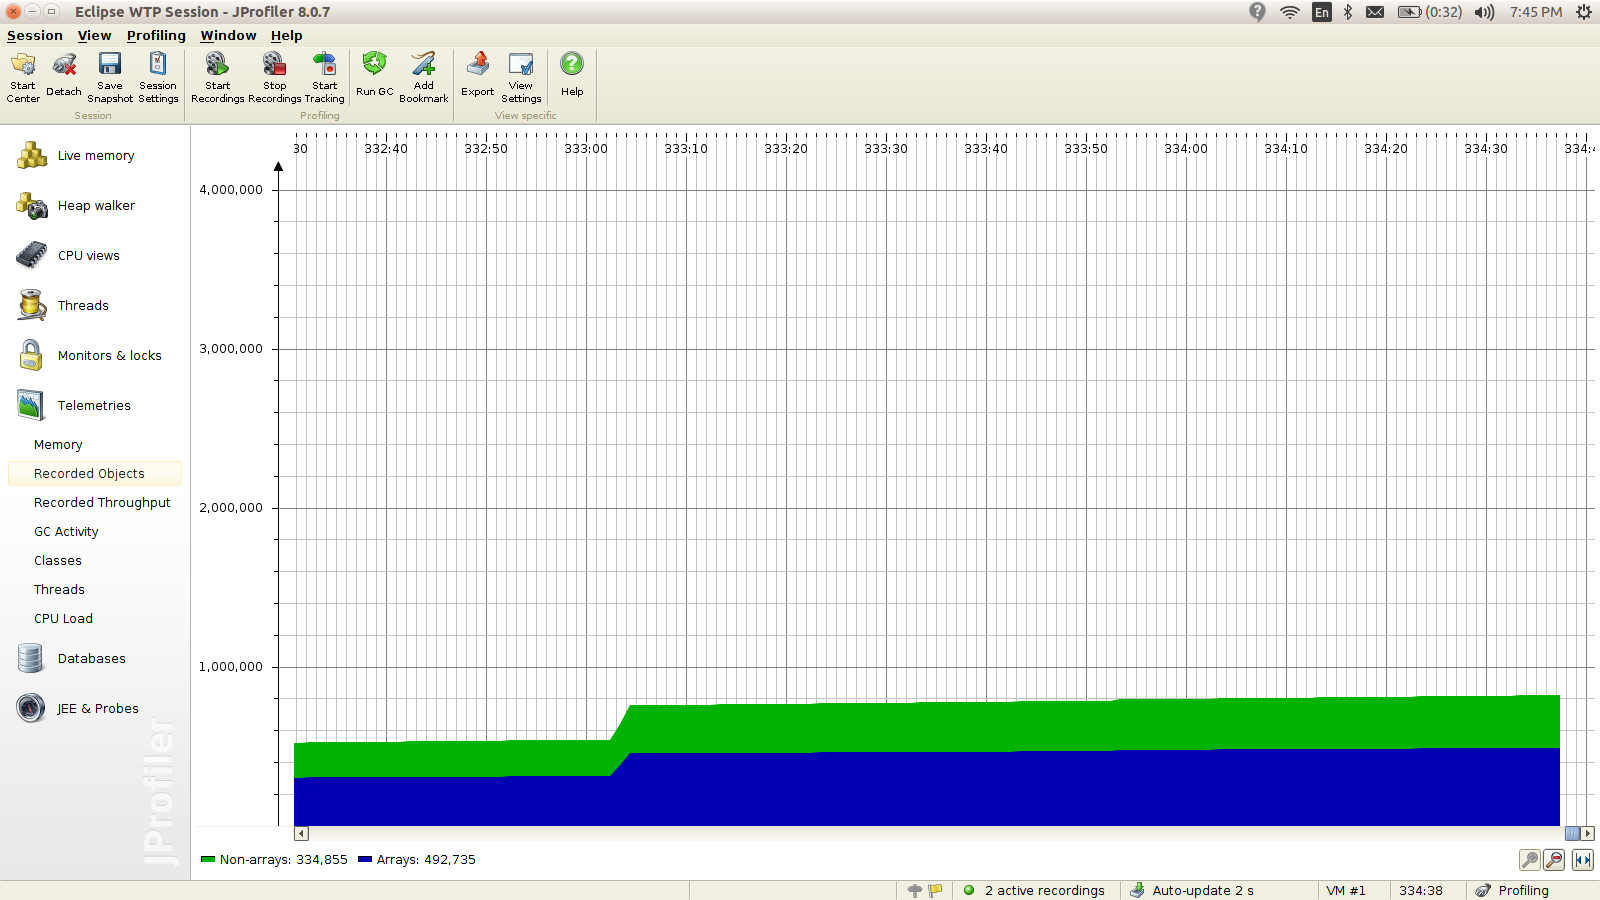 Eclipse WTP Session - JProfiler 8.0.7
? En (0:32) 7:45 PM
Session View Profiling Window Help
Start Center
Detach
Save Snapshot
Session Settings
Start Recordings
Stop Recordings
Start Tracking
Run GC
Add Bookmark
Export
View Settings
? Help
Session Profiling View specific
Live memory
Heap walker
CPU views
Threads
Monitors & locks
Telemetries
Memory
Recorded Objects
Recorded Throughput
GC Activity
Classes
Threads
CPU Load
Databases
JEE & Probes
JProfiler
30 332:40 332:50 333:00 333:10 333:20 333:30 333:40 333:50 334:00 334:10 334:20 334:30 334:4
4,000,000
3,000,000
2,000,000
1,000,000
Non-arrays: 334,855 Arrays: 492,735
2 active recordings Auto-update 2 s VM #1 334:38 Profiling